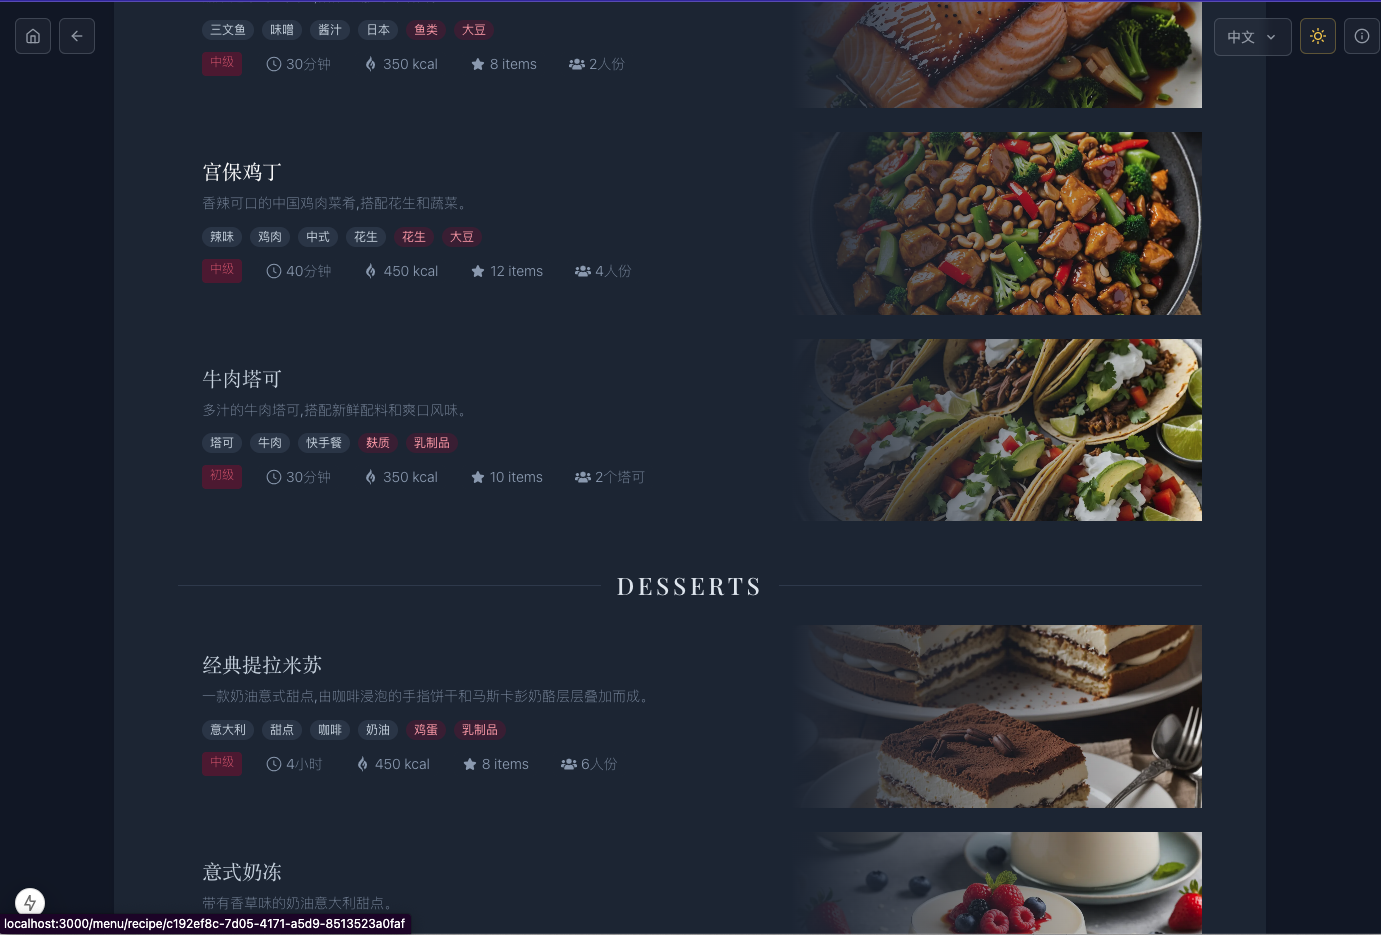 三文鱼 味噌 酱汁 日本 鱼类 大豆
中文
中级 30分钟 350 kcal 8 items 2人份
宫保鸡丁
香辣可口的中国鸡肉菜肴,搭配花生和蔬菜。
辣味 鸡肉 中式 花生 花生 大豆
中级 40分钟 450 kcal 12 items 4人份
牛肉塔可
多汁的牛肉塔可,搭配新鲜配料和爽口风味。
塔可 牛肉 快手餐 麸质 乳制品
初级 30分钟 350 kcal 10 items 2个塔可
DESSERTS
经典提拉米苏
一款奶油意式甜点,由咖啡浸泡的手指饼干和马斯卡彭奶酪层层叠加而成。
意大利 甜点 咖啡 奶油 鸡蛋 乳制品
中级 4小时 450 kcal 8 items 6人份
意式奶冻
带有香草味的奶油意大利甜点。
localhost:3000/menu/recipe/c192ef8c-7d05-4171-a5d9-8513523a0faf